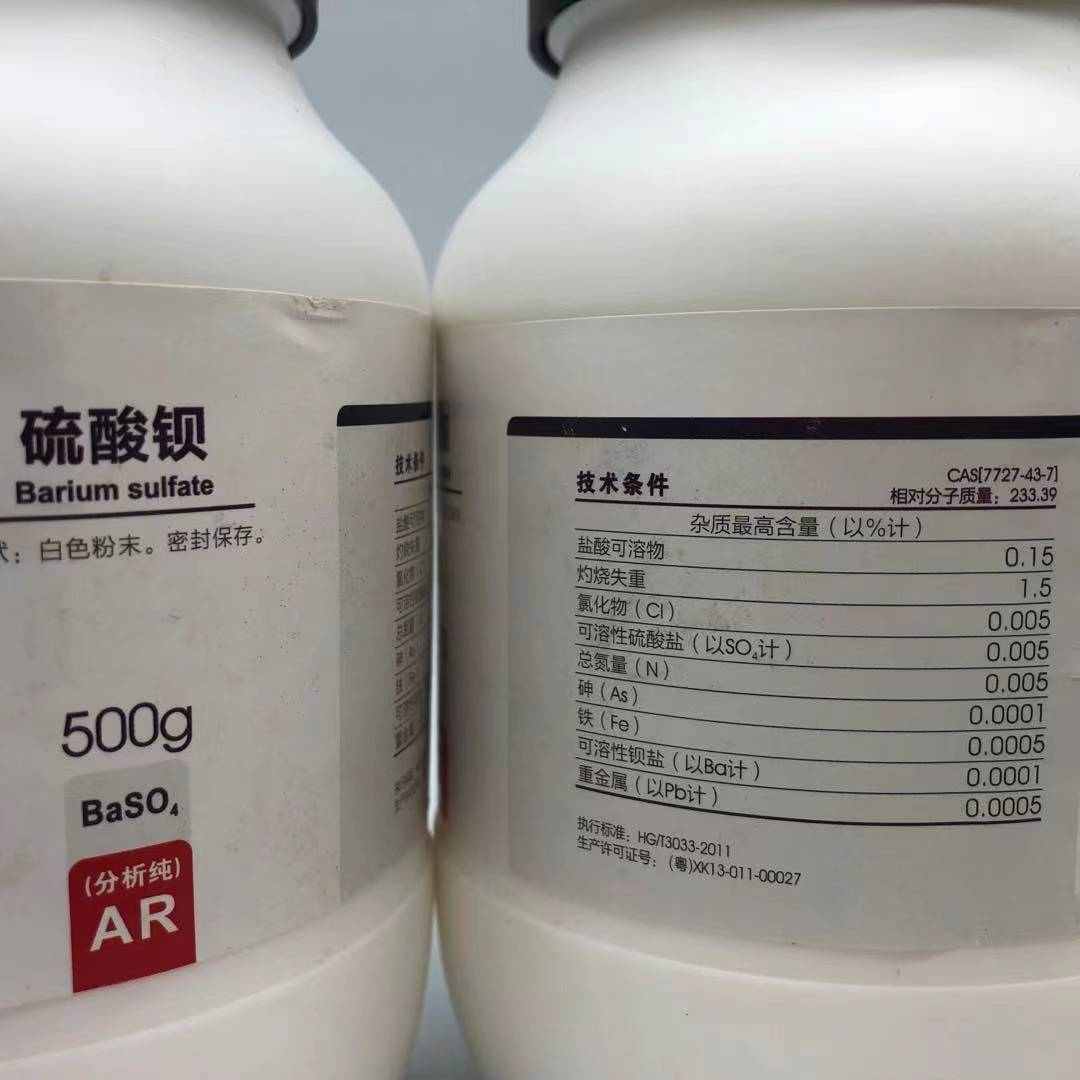 硫酸钡
Barium sulfate
状：白色粉末。密封保存。
500g
BaSO₄
(分析纯)
AR
技术条件
技术条件
CAS[7727-43-7]
相对分子质量：233.39
杂质最高含量（以%计）
盐酸可溶物 0.15
灼烧失重 1.5
氯化物（Cl） 0.005
可溶性硫酸盐（以SO₄计） 0.005
总氮量（N） 0.005
砷（As） 0.0001
铁（Fe） 0.0005
可溶性钡盐（以Ba计） 0.0001
重金属（以Pb计） 0.0005
执行标准：HG/T3033-2011
生产许可证号：（粤)XK13-011-00027